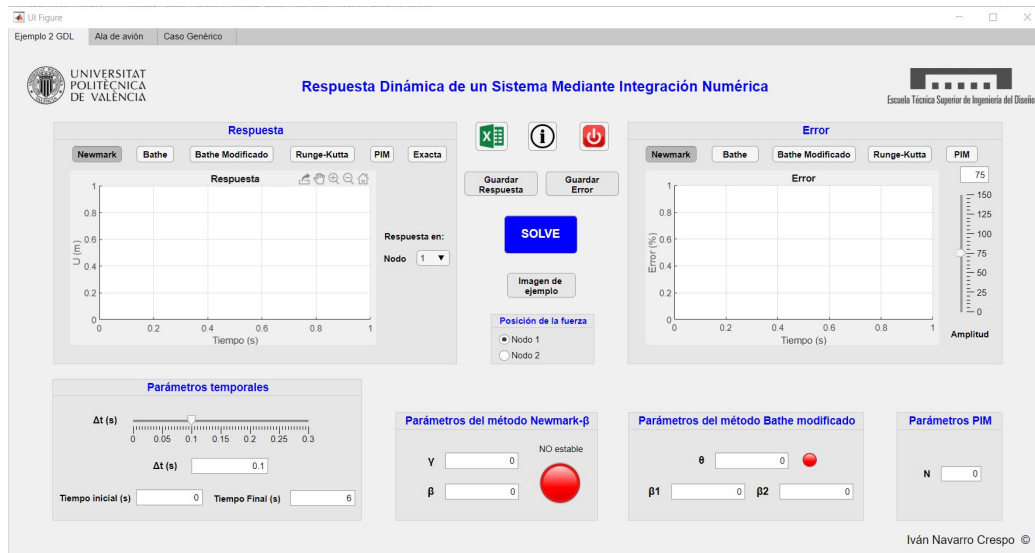 UI Figure
Ejemplo 2 GDL
Ala de avión
Caso Genérico
UNIVERSITAT
POLITÈCNICA
DE VALÈNCIA
Respuesta Dinámica de un Sistema Mediante Integración Numérica
Escuela Técnica Superior de Ingeniería del Diseño
Respuesta
Newmark
Bathe
Bathe Modificado
Runge-Kutta
PIM
Exacta
Respuesta
1
0.8
0.6
0.4
0.2
0
U (m)
0
0.2
0.4
0.6
0.8
1
Tiempo (s)
Respuesta en:
Nodo
1
Guardar
Respuesta
Guardar
Error
SOLVE
Imagen de
ejemplo
Posición de la fuerza
Nodo 1
Nodo 2
Error
Newmark
Bathe
Bathe Modificado
Runge-Kutta
PIM
Error
1
0.8
0.6
0.4
0.2
0
Error (%)
0
0.2
0.4
0.6
0.8
1
Tiempo (s)
75
150
125
100
75
50
25
0
Amplitud
Parámetros temporales
Δt (s)
0
0.05
0.1
0.15
0.2
0.25
0.3
Δt (s)
0.1
Tiempo inicial (s)
0
Tiempo Final (s)
6
Parámetros del método Newmark-β
γ
0
NO estable
β
0
Parámetros del método Bathe modificado
θ
0
β1
0
β2
0
Parámetros PIM
N
0
Iván Navarro Crespo ©